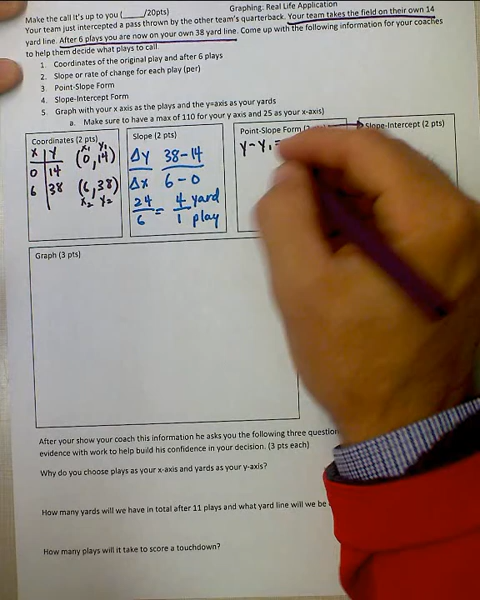 Graphing: Real Life Application
Make the call It's up to you (____/20pts)
Your team just intercepted a pass thrown by the other team's quarterback. Your team takes the field on their own 14
yard line. After 6 plays you are now on your own 38 yard line. Come up with the following information for your coaches
to help them decide what plays to call.
1. Coordinates of the original play and after 6 plays
2. Slope or rate of change for each play (per)
3. Point-Slope Form
4. Slope-Intercept Form
5. Graph with your x axis as the plays and the y=axis as your yards
a. Make sure to have a max of 110 for your y axis and 25 as your x-axis)
Coordinates (2 pts)
x y
0 14
6 38
x₁ y₁
(0,14)
(6,38)
x₂ y₂
Slope (2 pts)
Δy 38-14
Δx 6-0
24 = 4 yard
6 1 play
Point-Slope Form (2
y-y₁=
Slope-Intercept (2 pts)
Graph (3 pts)
After your show your coach this information he asks you the following three question
evidence with work to help build his confidence in your decision. (3 pts each)
Why do you choose plays as your x-axis and yards as your y-axis?
How many yards will we have in total after 11 plays and what yard line will we be
How many plays will it take to score a touchdown?